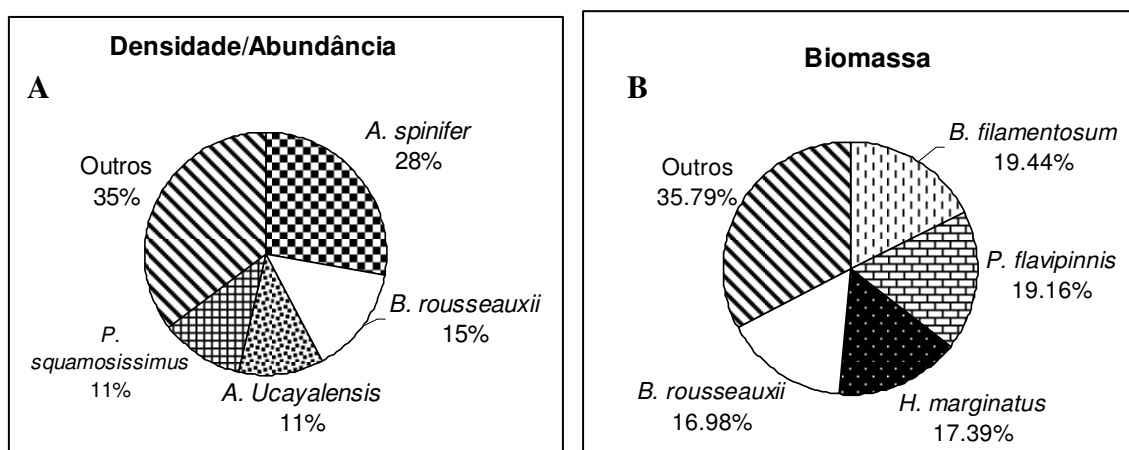 Densidade/Abundância
A
A. spinifer
28%
Outros
35%
B. rousseauxii
15%
P.
squamosissimus
11%
A. Ucayalensis
11%
Biomassa
B
B. filamentosum
19.44%
Outros
35.79%
P. flavipinnis
19.16%
B. rousseauxii
16.98%
H. marginatus
17.39%